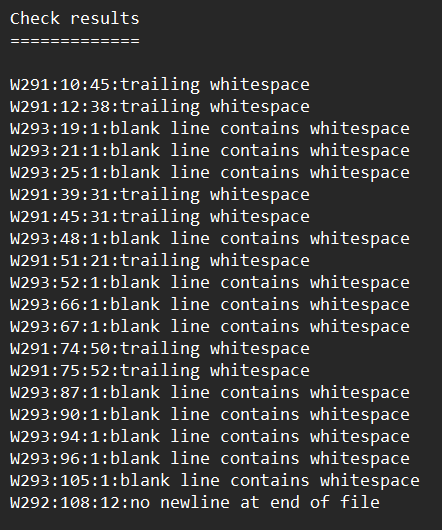 Check results
=============
W291:10:45:trailing whitespace
W291:12:38:trailing whitespace
W293:19:1:blank line contains whitespace
W293:21:1:blank line contains whitespace
W293:25:1:blank line contains whitespace
W291:39:31:trailing whitespace
W291:45:31:trailing whitespace
W293:48:1:blank line contains whitespace
W291:51:21:trailing whitespace
W293:52:1:blank line contains whitespace
W293:66:1:blank line contains whitespace
W293:67:1:blank line contains whitespace
W291:74:50:trailing whitespace
W291:75:52:trailing whitespace
W293:87:1:blank line contains whitespace
W293:90:1:blank line contains whitespace
W293:94:1:blank line contains whitespace
W293:96:1:blank line contains whitespace
W293:105:1:blank line contains whitespace
W292:108:12:no newline at end of file